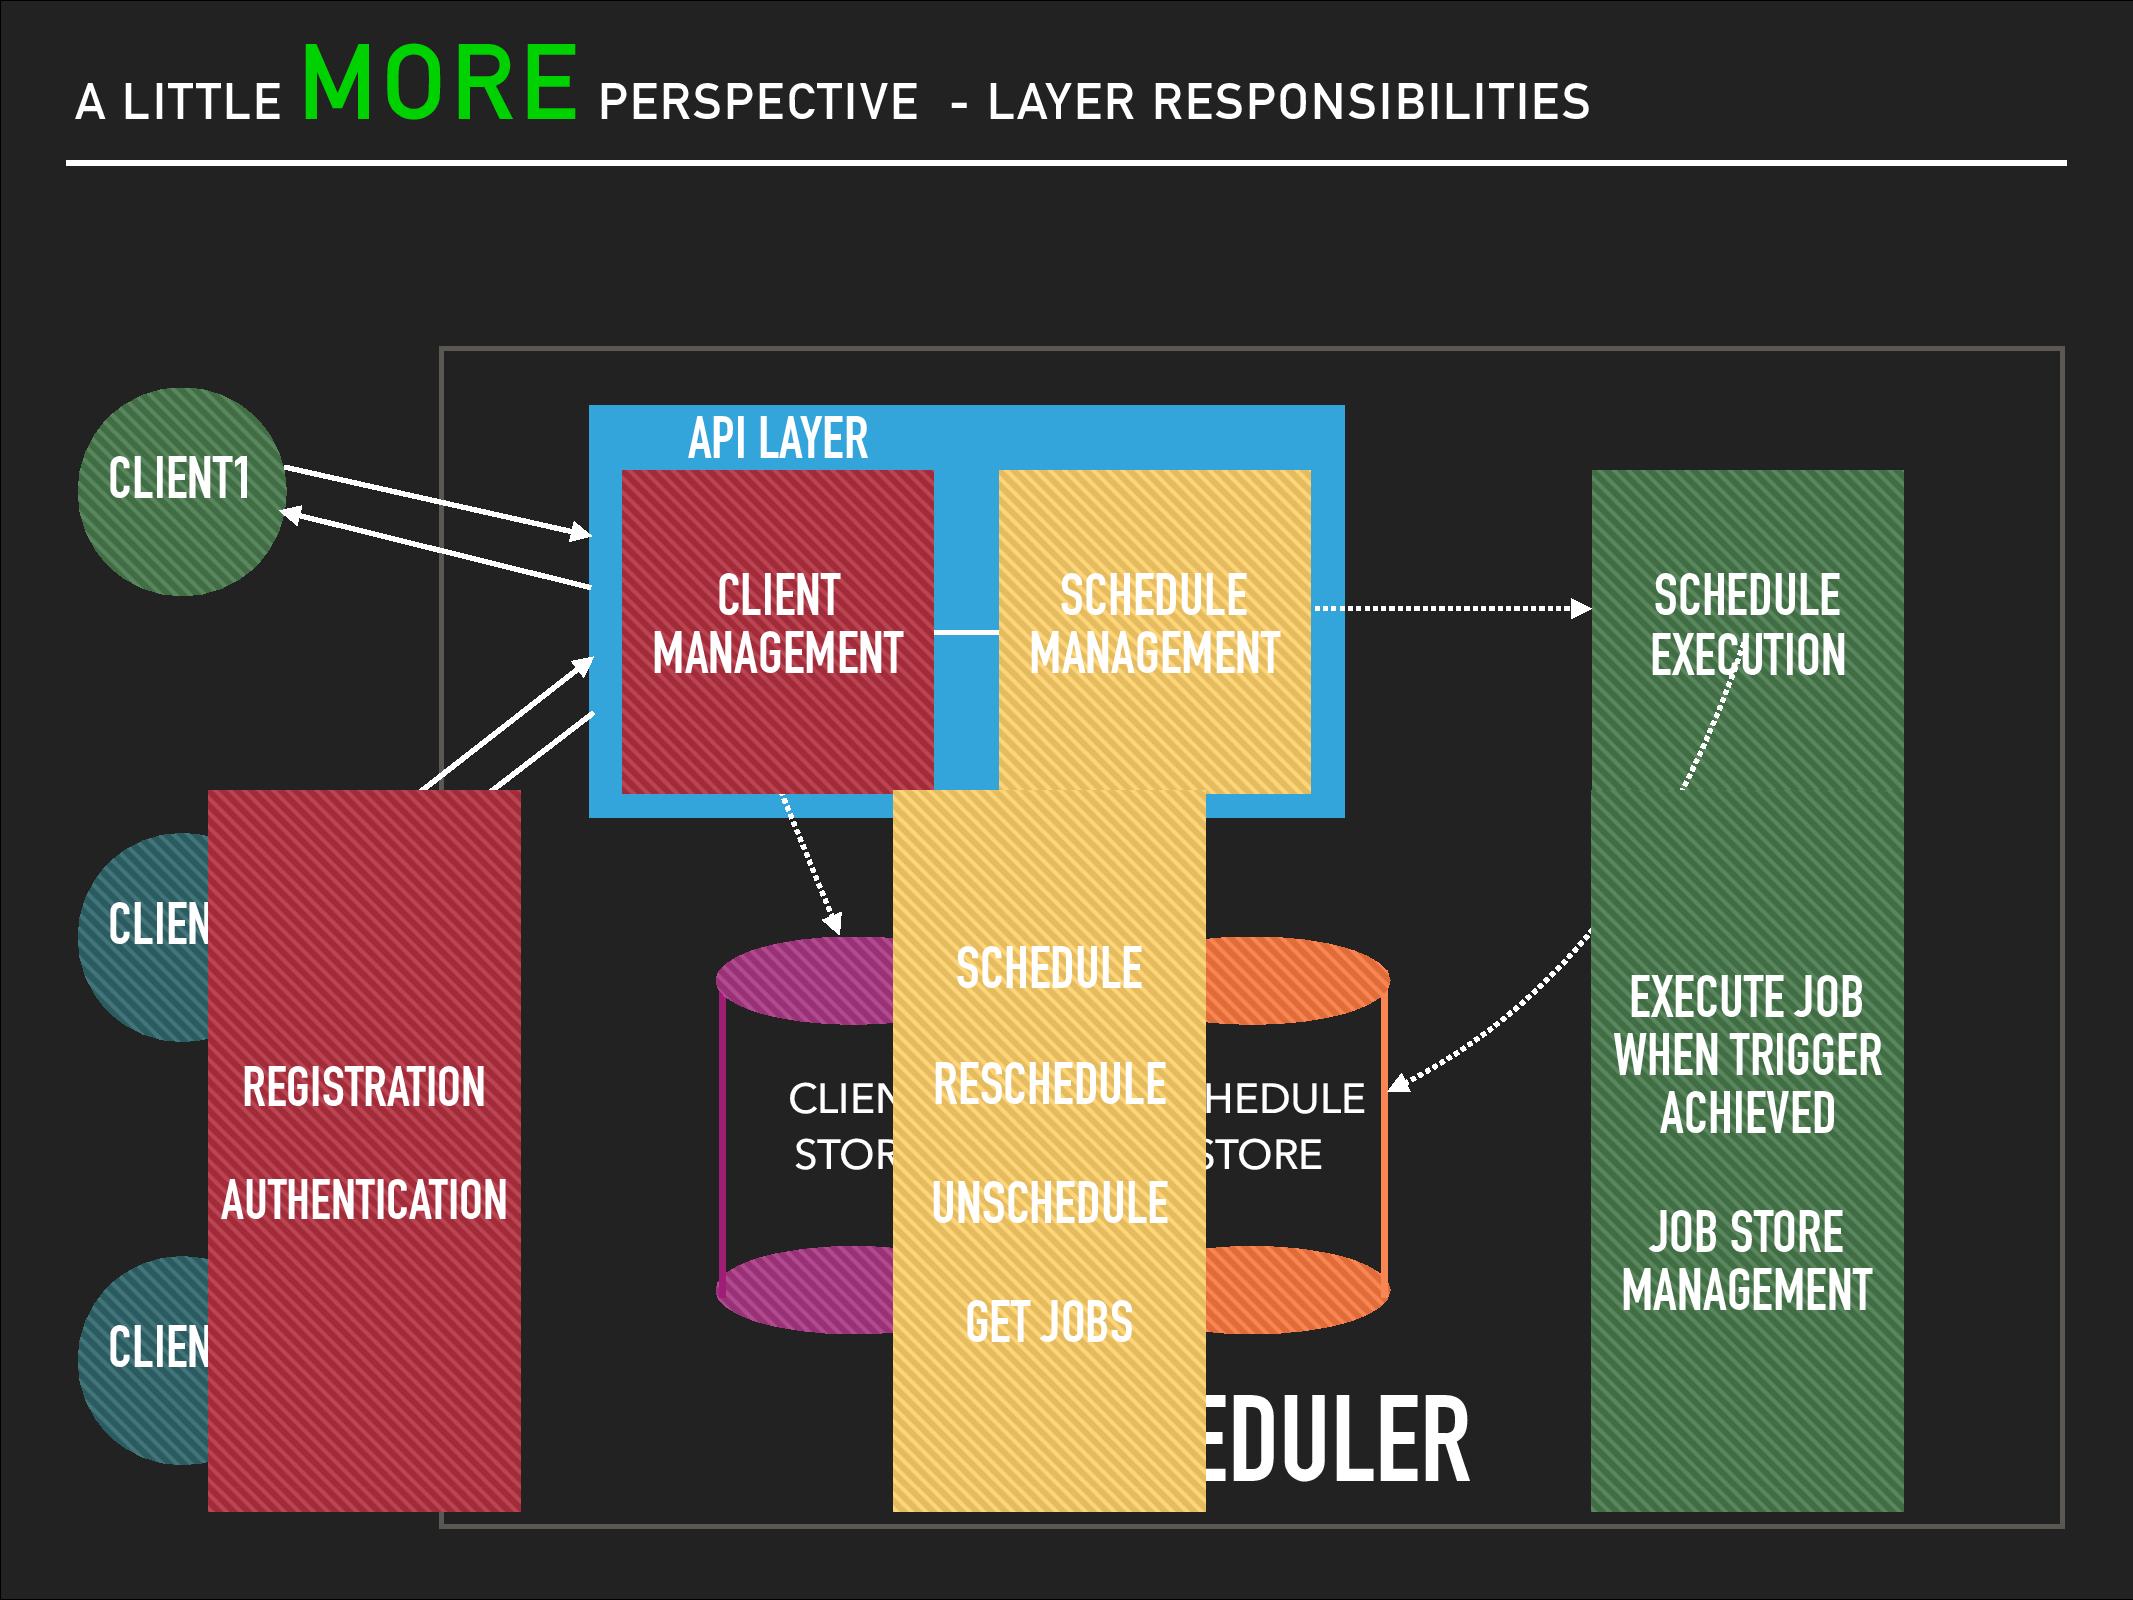 A LITTLE MORE PERSPECTIVE - LAYER RESPONSIBILITIES
API LAYER
CLIENT1
CLIENT
MANAGEMENT
SCHEDULE
MANAGEMENT
SCHEDULE
EXECUTION
CLIEN
CLIEN
REGISTRATION
AUTHENTICATION
CLIEN
STOR
SCHEDULE
RESCHEDULE
UNSCHEDULE
GET JOBS
HEDULE
STORE
EDULER
EXECUTE JOB
WHEN TRIGGER
ACHIEVED
JOB STORE
MANAGEMENT